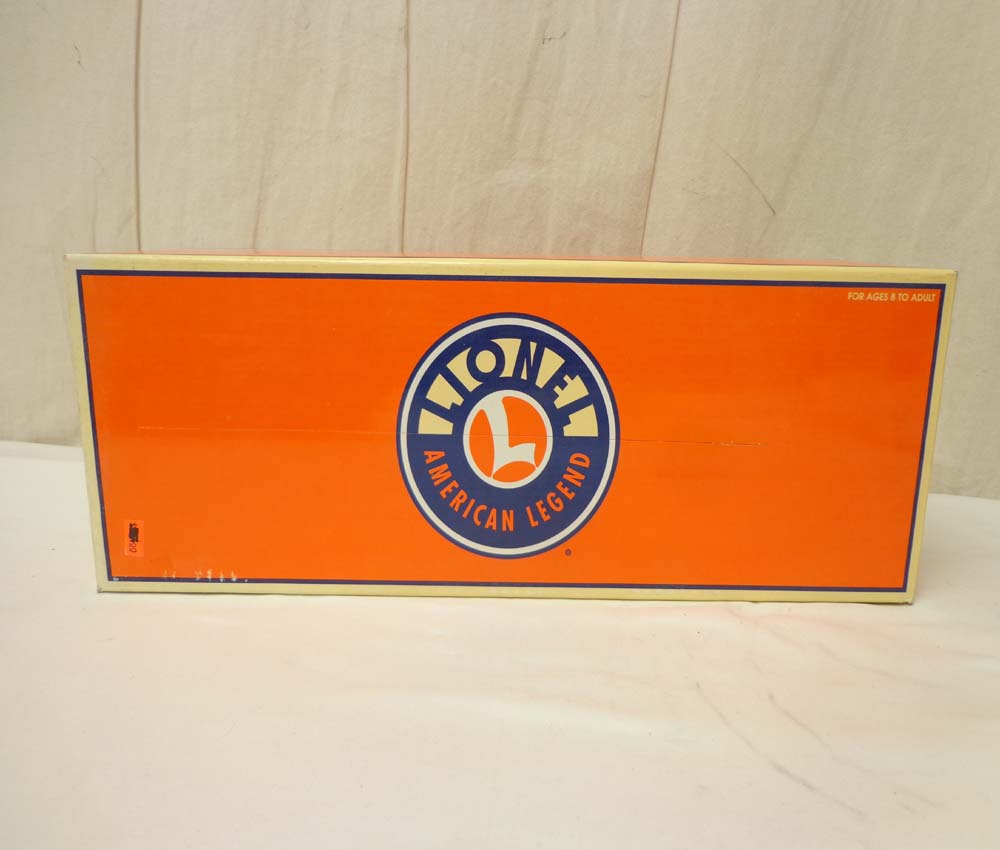 FOR AGES 8 TO ADULT
LIONEL
L
AMERICAN LEGEND